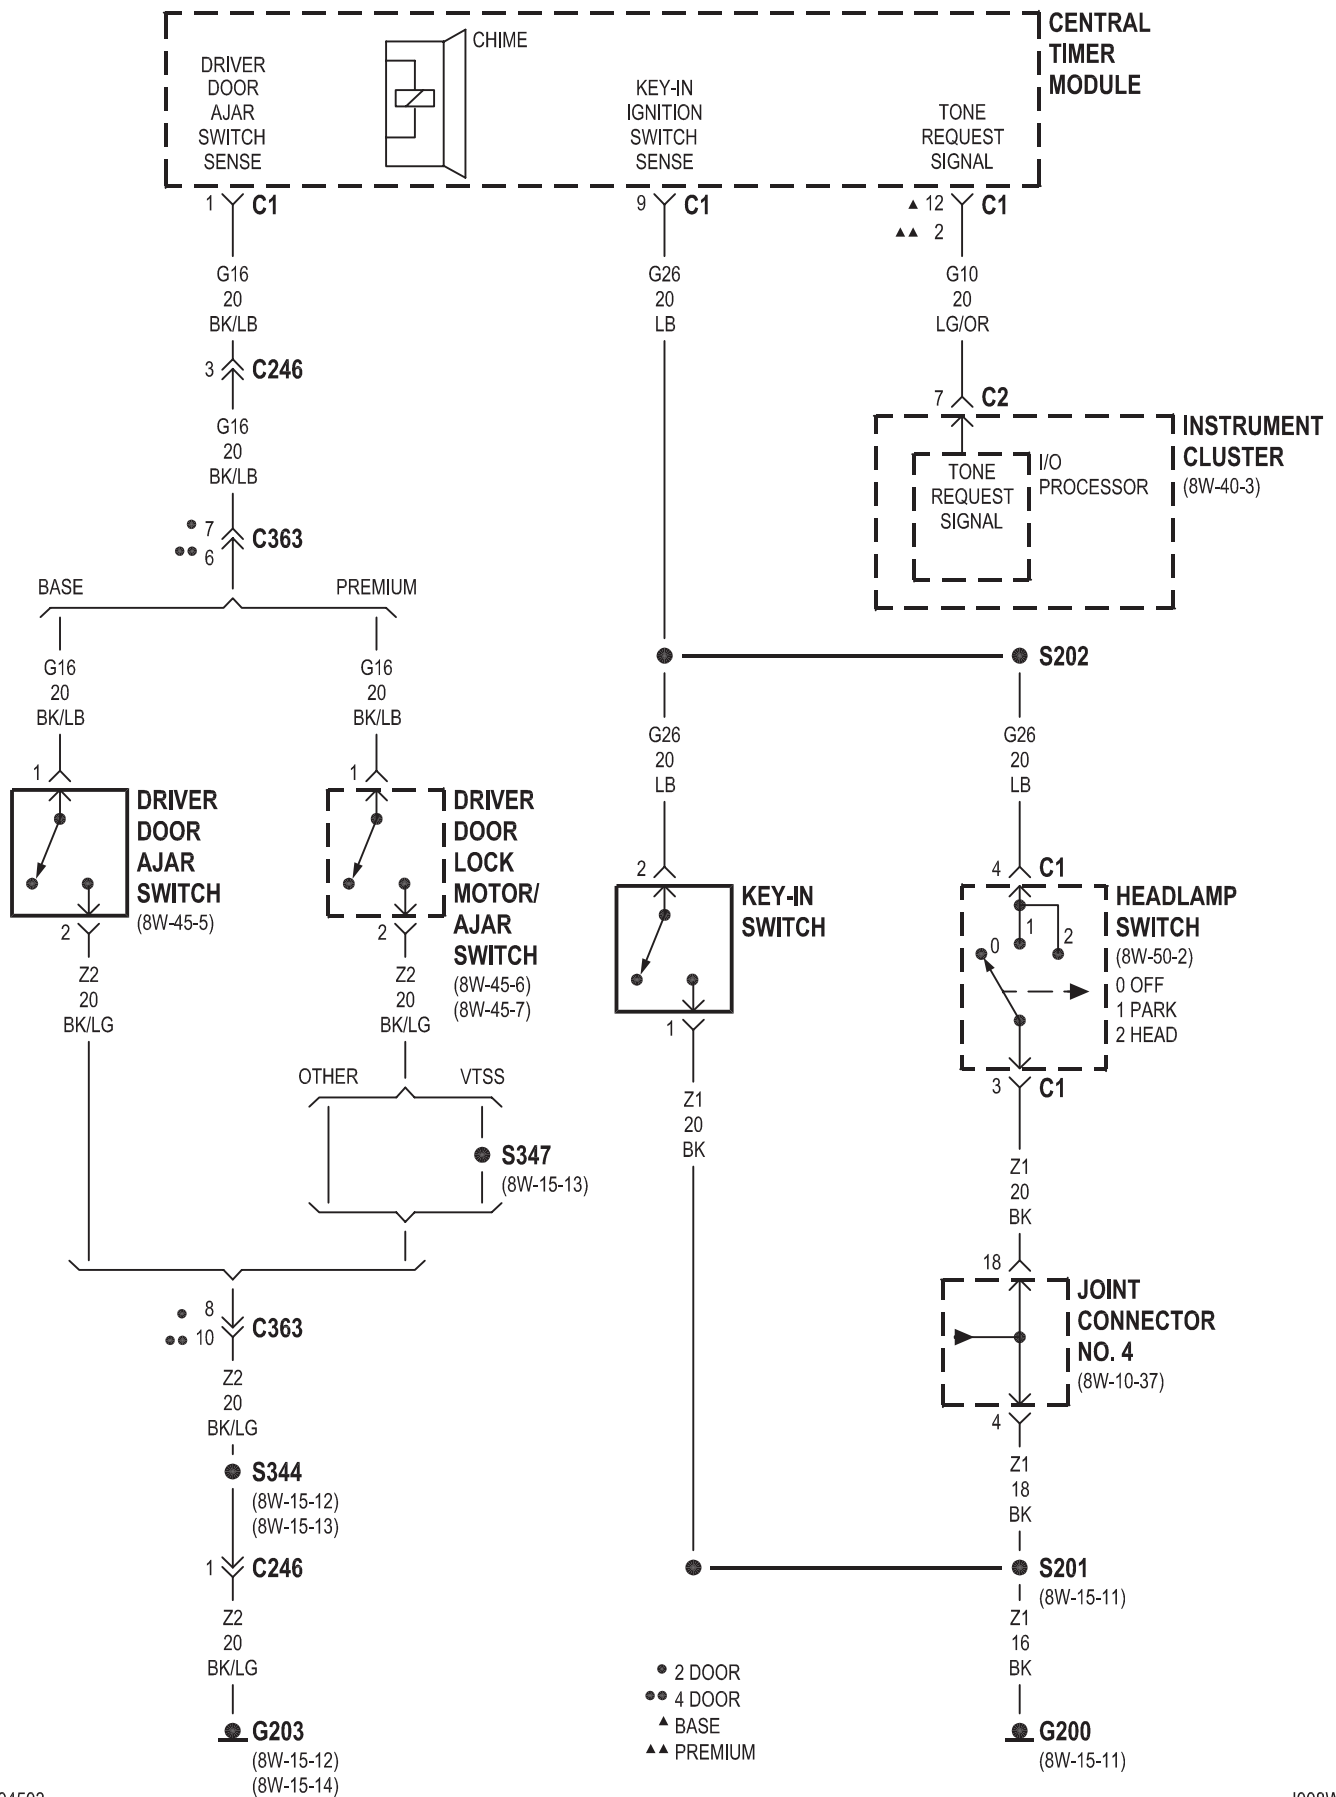 CENTRAL
TIMER
MODULE
CHIME
DRIVER
DOOR
AJAR
SWITCH
SENSE
KEY-IN
IGNITION
SWITCH
SENSE
TONE
REQUEST
SIGNAL
1 C1
9 C1
▲ 12 C1
▲▲ 2
G16
20
BK/LB
G26
20
LB
G10
20
LG/OR
3 C246
7 C2
G16
20
BK/LB
INSTRUMENT
CLUSTER
(8W-40-3)
I/O
PROCESSOR
TONE
REQUEST
SIGNAL
● 7 C363
●● 6
BASE
PREMIUM
S202
G16
20
BK/LB
G16
20
BK/LB
G26
20
LB
G26
20
LB
1
DRIVER
DOOR
AJAR
SWITCH
(8W-45-5)
2
1
DRIVER
DOOR
LOCK
MOTOR/
AJAR
SWITCH
(8W-45-6)
(8W-45-7)
2
2
KEY-IN
SWITCH
1
4 C1
HEADLAMP
SWITCH
(8W-50-2)
0 OFF
1 PARK
2 HEAD
0
1
2
3 C1
Z2
20
BK/LG
Z2
20
BK/LG
OTHER
VTSS
S347
(8W-15-13)
Z1
20
BK
Z1
20
BK
18
JOINT
CONNECTOR
NO. 4
(8W-10-37)
4
● 8 C363
●● 10
Z2
20
BK/LG
S344
(8W-15-12)
(8W-15-13)
1 C246
Z2
20
BK/LG
G203
(8W-15-12)
(8W-15-14)
Z1
18
BK
S201
(8W-15-11)
Z1
16
BK
G200
(8W-15-11)
● 2 DOOR
●● 4 DOOR
▲ BASE
▲▲ PREMIUM